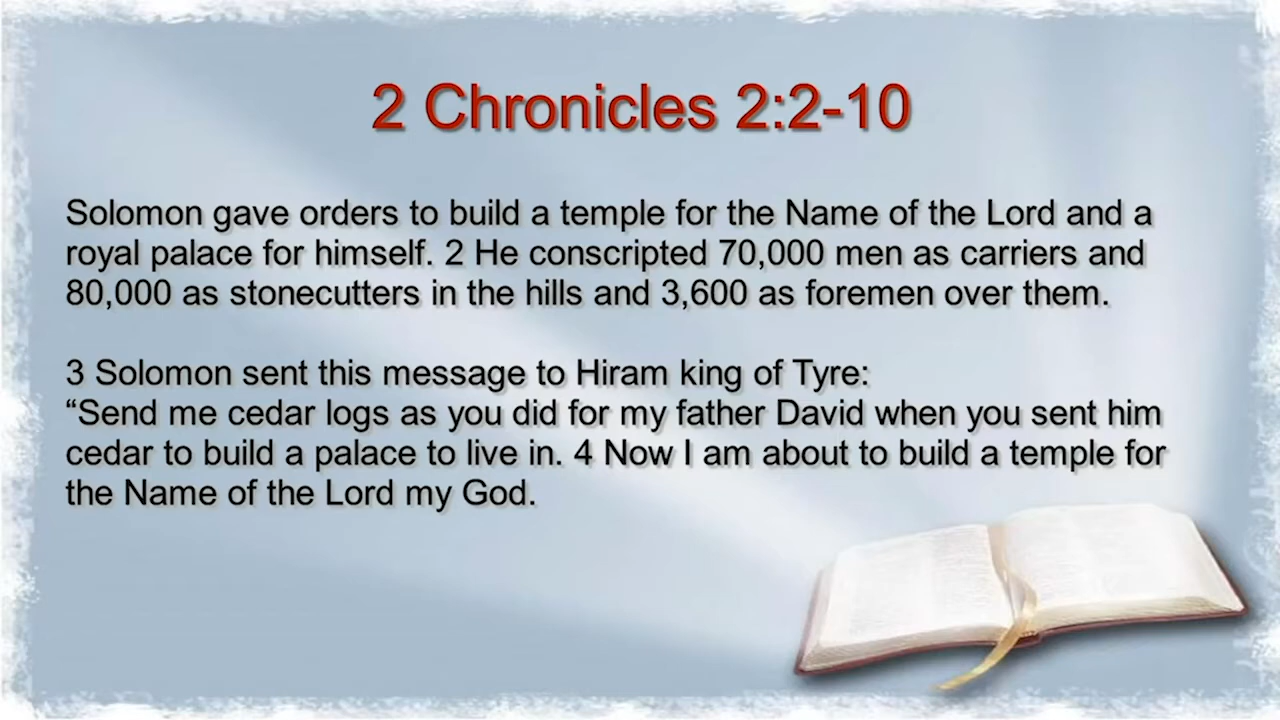 2 Chronicles 2:2-10
Solomon gave orders to build a temple for the Name of the Lord and a
royal palace for himself. 2 He conscripted 70,000 men as carriers and
80,000 as stonecutters in the hills and 3,600 as foremen over them.
3 Solomon sent this message to Hiram king of Tyre:
“Send me cedar logs as you did for my father David when you sent him
cedar to build a palace to live in. 4 Now I am about to build a temple for
the Name of the Lord my God.